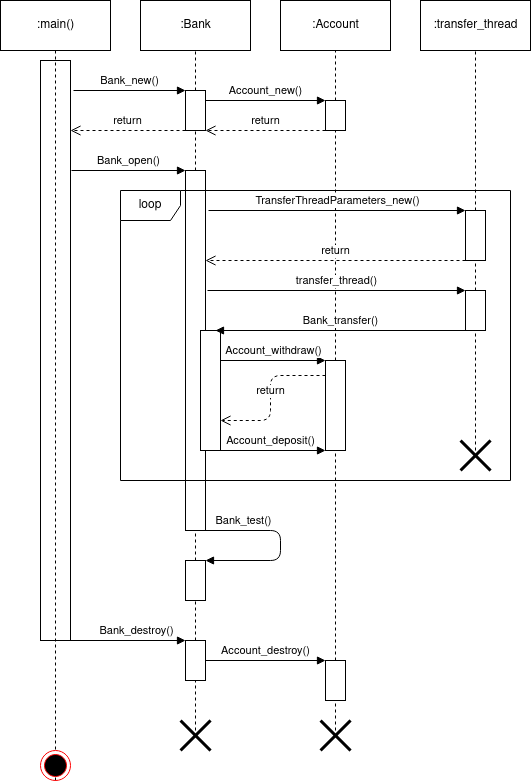 :main()
:Bank
:Account
:transfer_thread
Bank_new()
Account_new()
return
return
Bank_open()
loop
TransferThreadParameters_new()
return
transfer_thread()
Bank_transfer()
Account_withdraw()
return
Account_deposit()
Bank_test()
Bank_destroy()
Account_destroy()